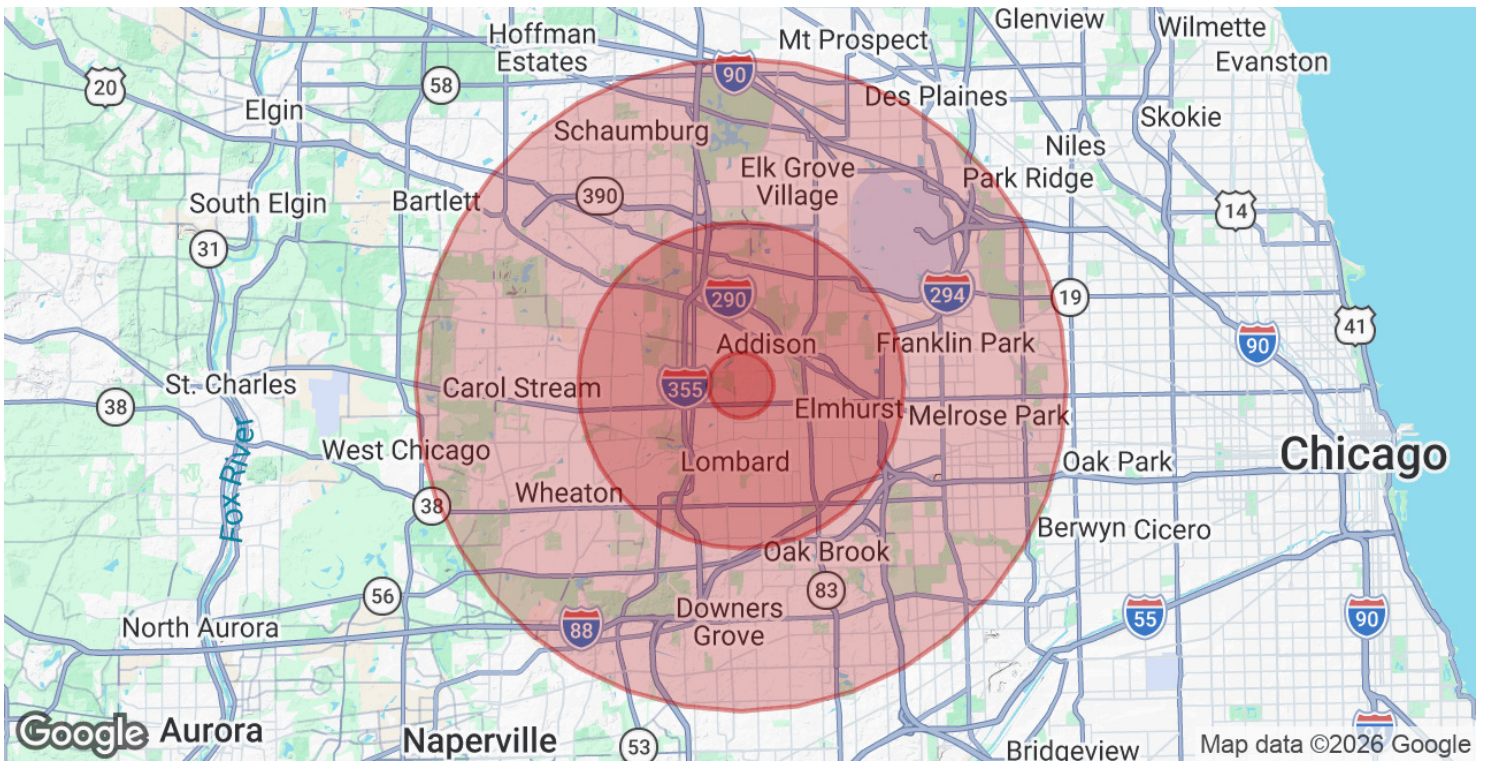 Glenview
Wilmette
Hoffman
Estates
Mt Prospect
Evanston
90
20
58
Des Plaines
Elgin
Skokie
Schaumburg
Niles
Elk Grove
Village
Park Ridge
390
South Elgin
Bartlett
14
31
290
294
19
41
Addison
Franklin Park
90
St. Charles
Carol Stream
355
38
Elmhurst
Melrose Park
Fox River
West Chicago
Lombard
Oak Park
Chicago
Wheaton
38
Berwyn
Cicero
Oak Brook
56
83
Downers
Grove
55
90
North Aurora
88
Google
Aurora
Naperville
53
Bridgeview
Map data ©2026 Google